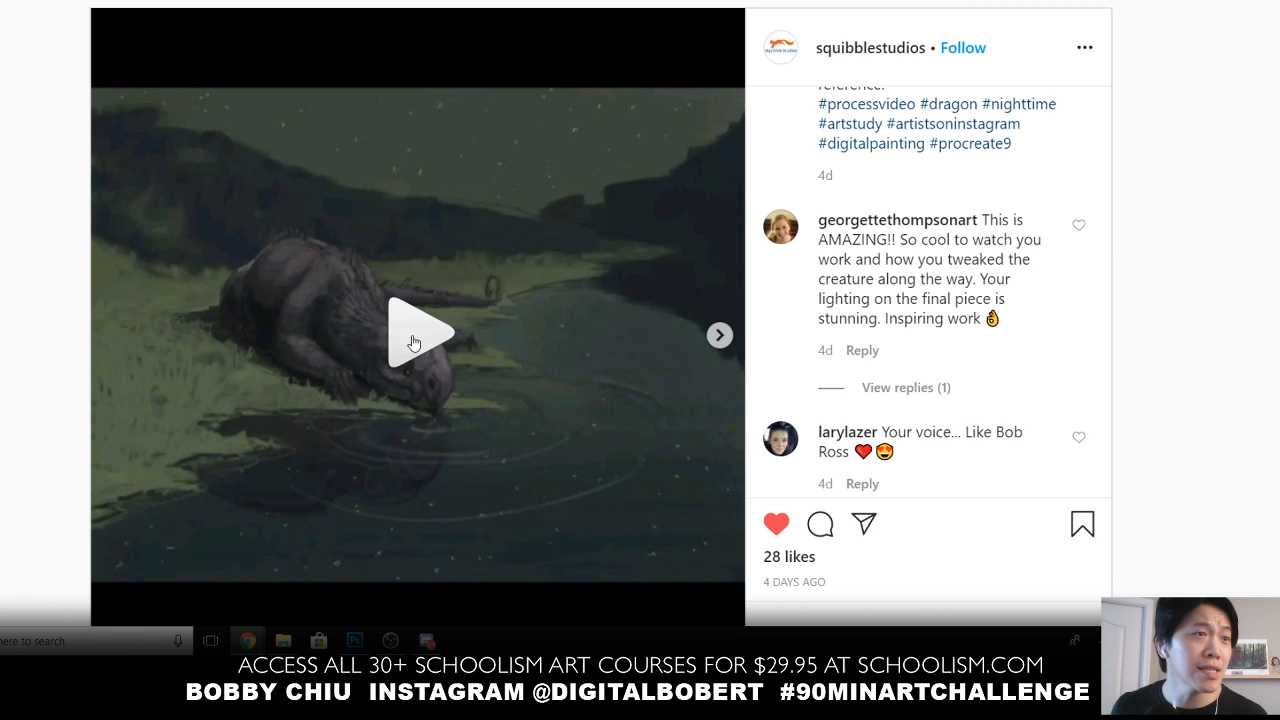 squibblestudios • Follow
reference.
#processvideo #dragon #nighttime
#artstudy #artistsoninstagram
#digitalpainting #procreate9
4d
georgettethompsonart This is
AMAZING!! So cool to watch you
work and how you tweaked the
creature along the way. Your
lighting on the final piece is
stunning. Inspiring work 👌
4d Reply
View replies (1)
larylazer Your voice... Like Bob
Ross ❤️😍
4d Reply
28 likes
4 DAYS AGO
here to search
ACCESS ALL 30+ SCHOOLISM ART COURSES FOR $29.95 AT SCHOOLISM.COM
BOBBY CHIU INSTAGRAM @DIGITALBOBERT #90MINARTCHALLENGE